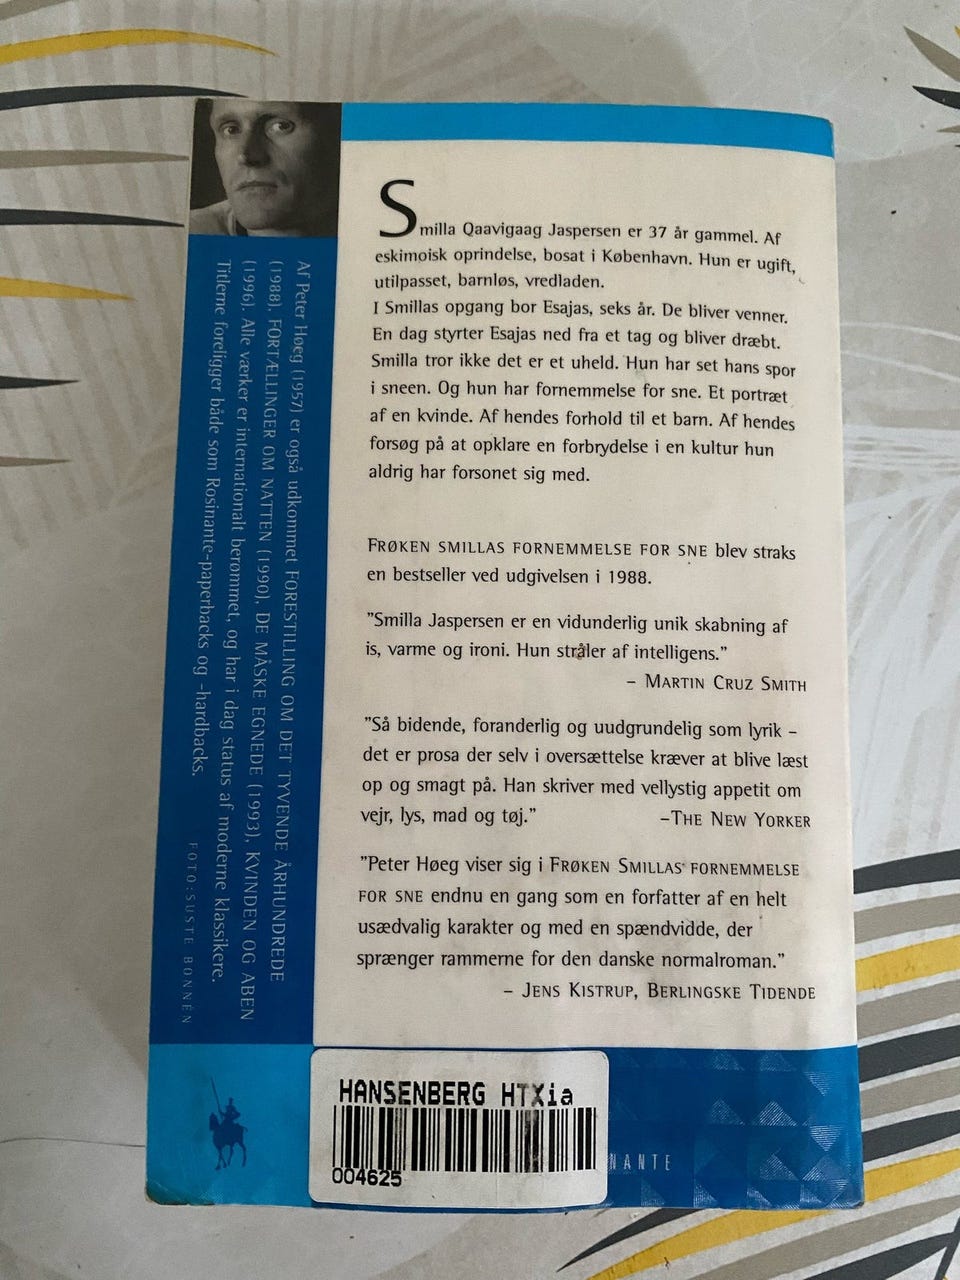 Smilla Qaavigaag Jaspersen er 37 år gammel. Af
eskimoisk oprindelse, bosat i København. Hun er ugift,
utilpasset, barnløs, vredladen.
I Smillas opgang bor Esajas, seks år. De bliver venner.
En dag styrter Esajas ned fra et tag og bliver dræbt.
Smilla tror ikke det er et uheld. Hun har set hans spor
i sneen. Og hun har fornemmelse for sne. Et portræt
af en kvinde. Af hendes forhold til et barn. Af hendes
forsøg på at opklare en forbrydelse i en kultur hun
aldrig har forsonet sig med.
FRØKEN SMILLAS FORNEMMELSE FOR SNE blev straks
en bestseller ved udgivelsen i 1988.
"Smilla Jaspersen er en vidunderlig unik skabning af
is, varme og ironi. Hun stråler af intelligens."
– MARTIN CRUZ SMITH
"Så bidende, foranderlig og uudgrundelig som lyrik –
det er prosa der selv i oversættelse kræver at blive læst
op og smagt på. Han skriver med vellystig appetit om
vejr, lys, mad og tøj." –THE NEW YORKER
"Peter Høeg viser sig i FRØKEN SMILLAS FORNEMMELSE
FOR SNE endnu en gang som en forfatter af en helt
usædvalig karakter og med en spændvidde, der
sprænger rammerne for den danske normalroman."
– JENS KISTRUP, BERLINGSKE TIDENDE
Af Peter Høeg (1957) er også udkommet FORESTILLING OM DET TYVENDE ÅRHUNDREDE
(1988), FORTÆLLINGER OM NATTEN (1990), DE MÅSKE EGNEDE (1993), KVINDEN OG ABEN
(1996). Alle værker er internationalt berømmet, og har i dag status af moderne klassikere.
Titlerne foreligger både som Rosinante-paperbacks og -hardbacks.
FOTO: SUSTE BONNÉN
HANSENBERG HTXia
004625
NANTE